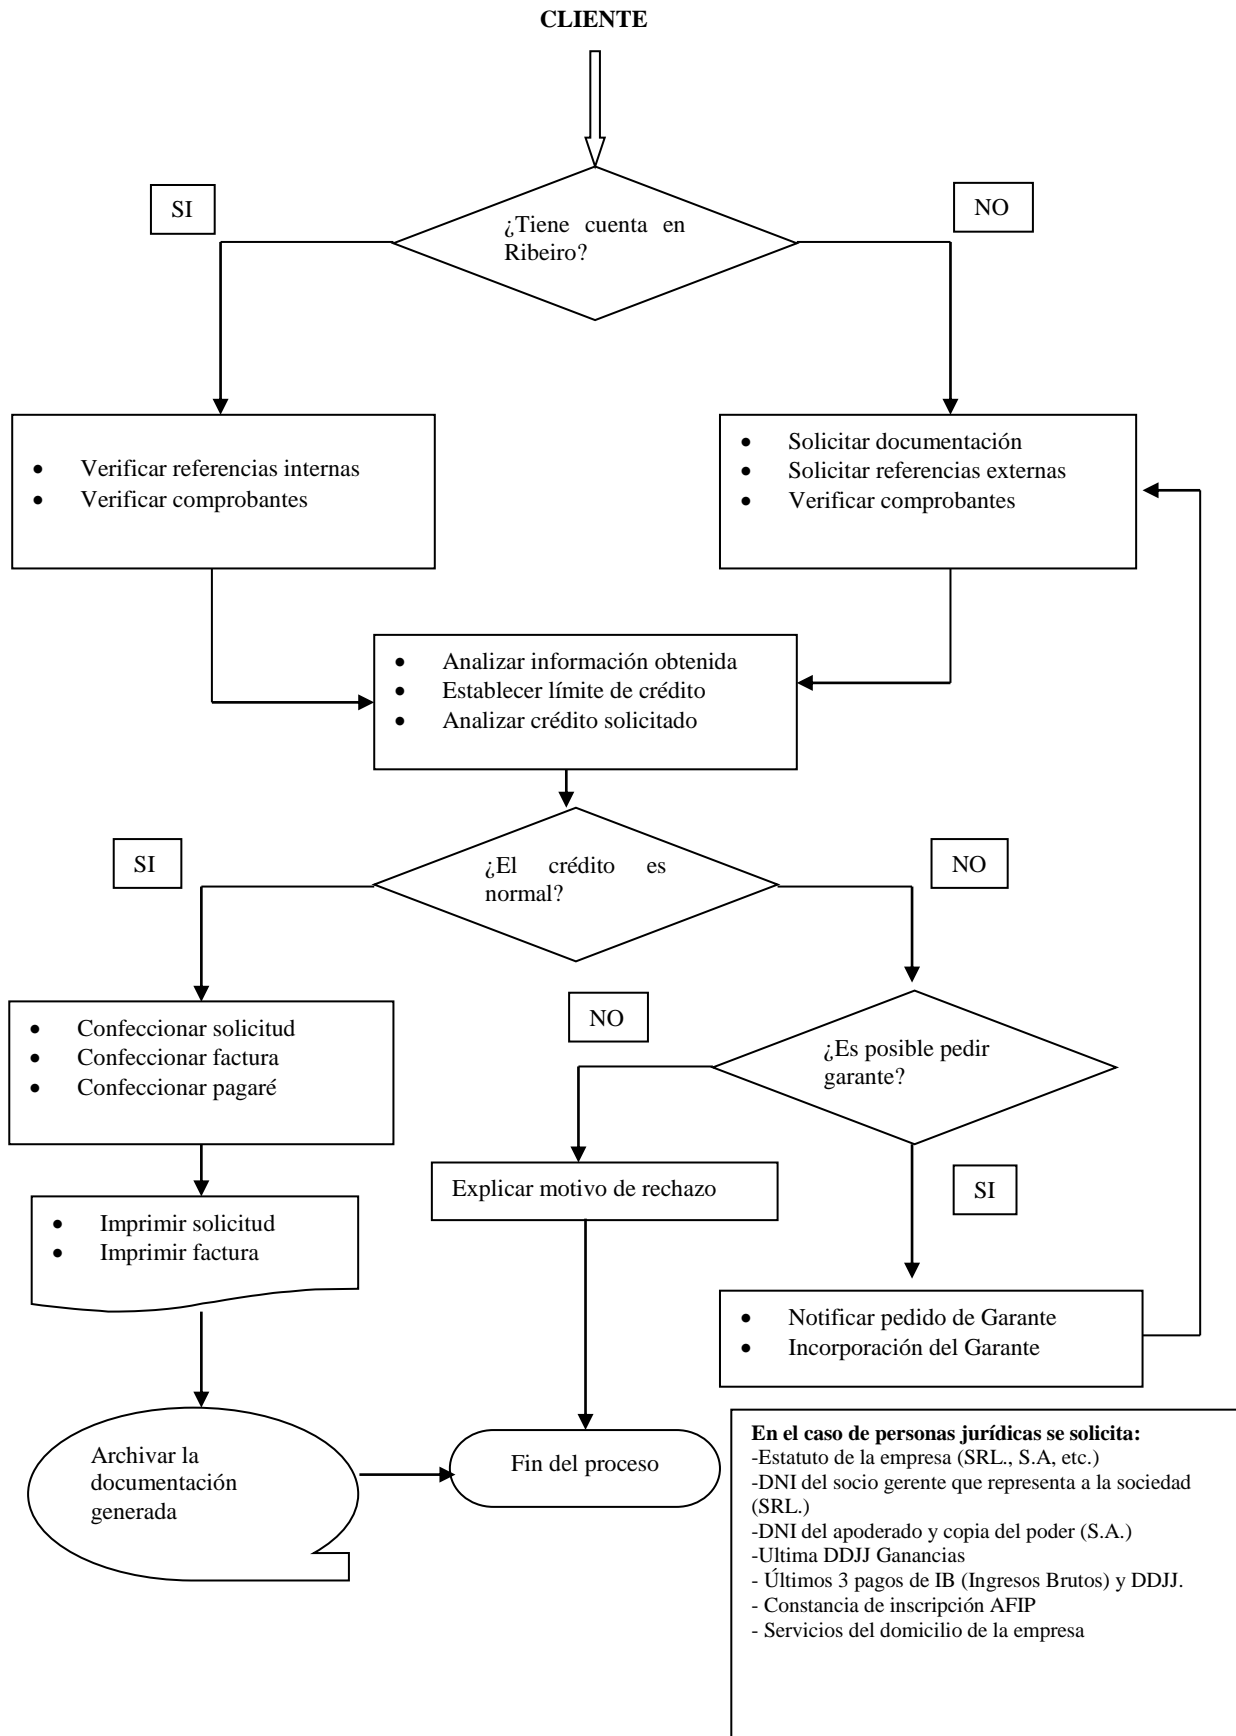 CLIENTE
SI
NO
¿Tiene cuenta en
Ribeiro?
• Verificar referencias internas
• Verificar comprobantes
• Solicitar documentación
• Solicitar referencias externas
• Verificar comprobantes
• Analizar información obtenida
• Establecer límite de crédito
• Analizar crédito solicitado
SI
NO
¿El crédito es
normal?
• Confeccionar solicitud
• Confeccionar factura
• Confeccionar pagaré
NO
¿Es posible pedir
garante?
Explicar motivo de rechazo
SI
• Imprimir solicitud
• Imprimir factura
• Notificar pedido de Garante
• Incorporación del Garante
Archivar la
documentación
generada
Fin del proceso
En el caso de personas jurídicas se solicita:
-Estatuto de la empresa (SRL., S.A, etc.)
-DNI del socio gerente que representa a la sociedad
(SRL.)
-DNI del apoderado y copia del poder (S.A.)
-Ultima DDJJ Ganancias
- Últimos 3 pagos de IB (Ingresos Brutos) y DDJJ.
- Constancia de inscripción AFIP
- Servicios del domicilio de la empresa